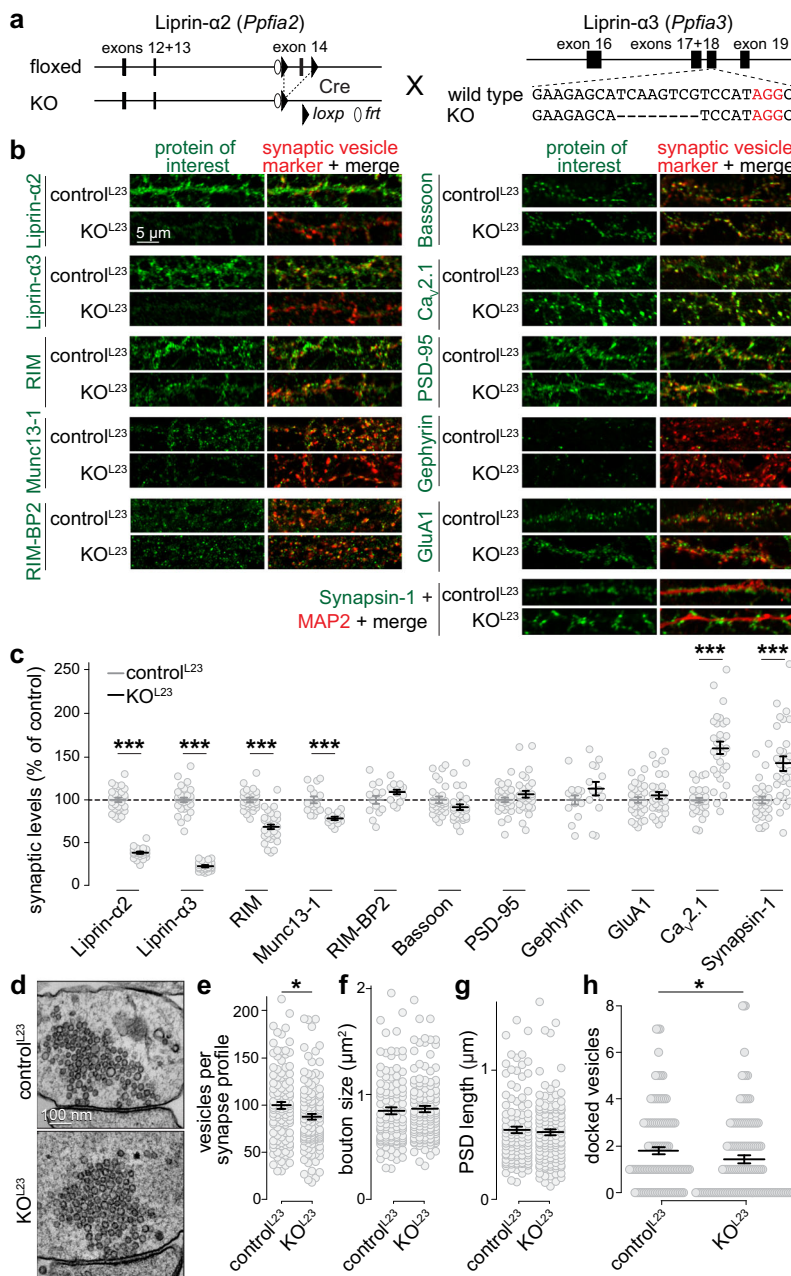 a
Liprin-α2 (Ppfia2)
exons 12+13
exon 14
floxed
KO
Cre
loxp
frt
X
Liprin-α3 (Ppfia3)
exon 16
exons 17+18
exon 19
wild type
GAAGAGCATCAAGTCGTCCATAGGC
KO
GAAGAGCA--------TCCATAGGC
b
protein of interest
synaptic vesicle marker + merge
protein of interest
synaptic vesicle marker + merge
Liprin-α2
controlL23
KOL23
5 µm
Liprin-α3
controlL23
KOL23
RIM
controlL23
KOL23
Munc13-1
controlL23
KOL23
RIM-BP2
controlL23
KOL23
Bassoon
controlL23
KOL23
CaV2.1
controlL23
KOL23
PSD-95
controlL23
KOL23
Gephyrin
controlL23
KOL23
GluA1
controlL23
KOL23
Synapsin-1 +
MAP2 + merge
controlL23
KOL23
c
synaptic levels (% of control)
250
200
150
100
50
0
controlL23
KOL23
***
***
***
***
***
***
Liprin-α2
Liprin-α3
RIM
Munc13-1
RIM-BP2
Bassoon
PSD-95
Gephyrin
GluA1
CaV2.1
Synapsin-1
d
controlL23
100 nm
KOL23
e
vesicles per synapse profile
200
150
100
50
0
*
controlL23
KOL23
f
bouton size (µm²)
2
1
0
controlL23
KOL23
g
PSD length (µm)
1
0
controlL23
KOL23
h
docked vesicles
8
6
4
2
0
*
controlL23
KOL23